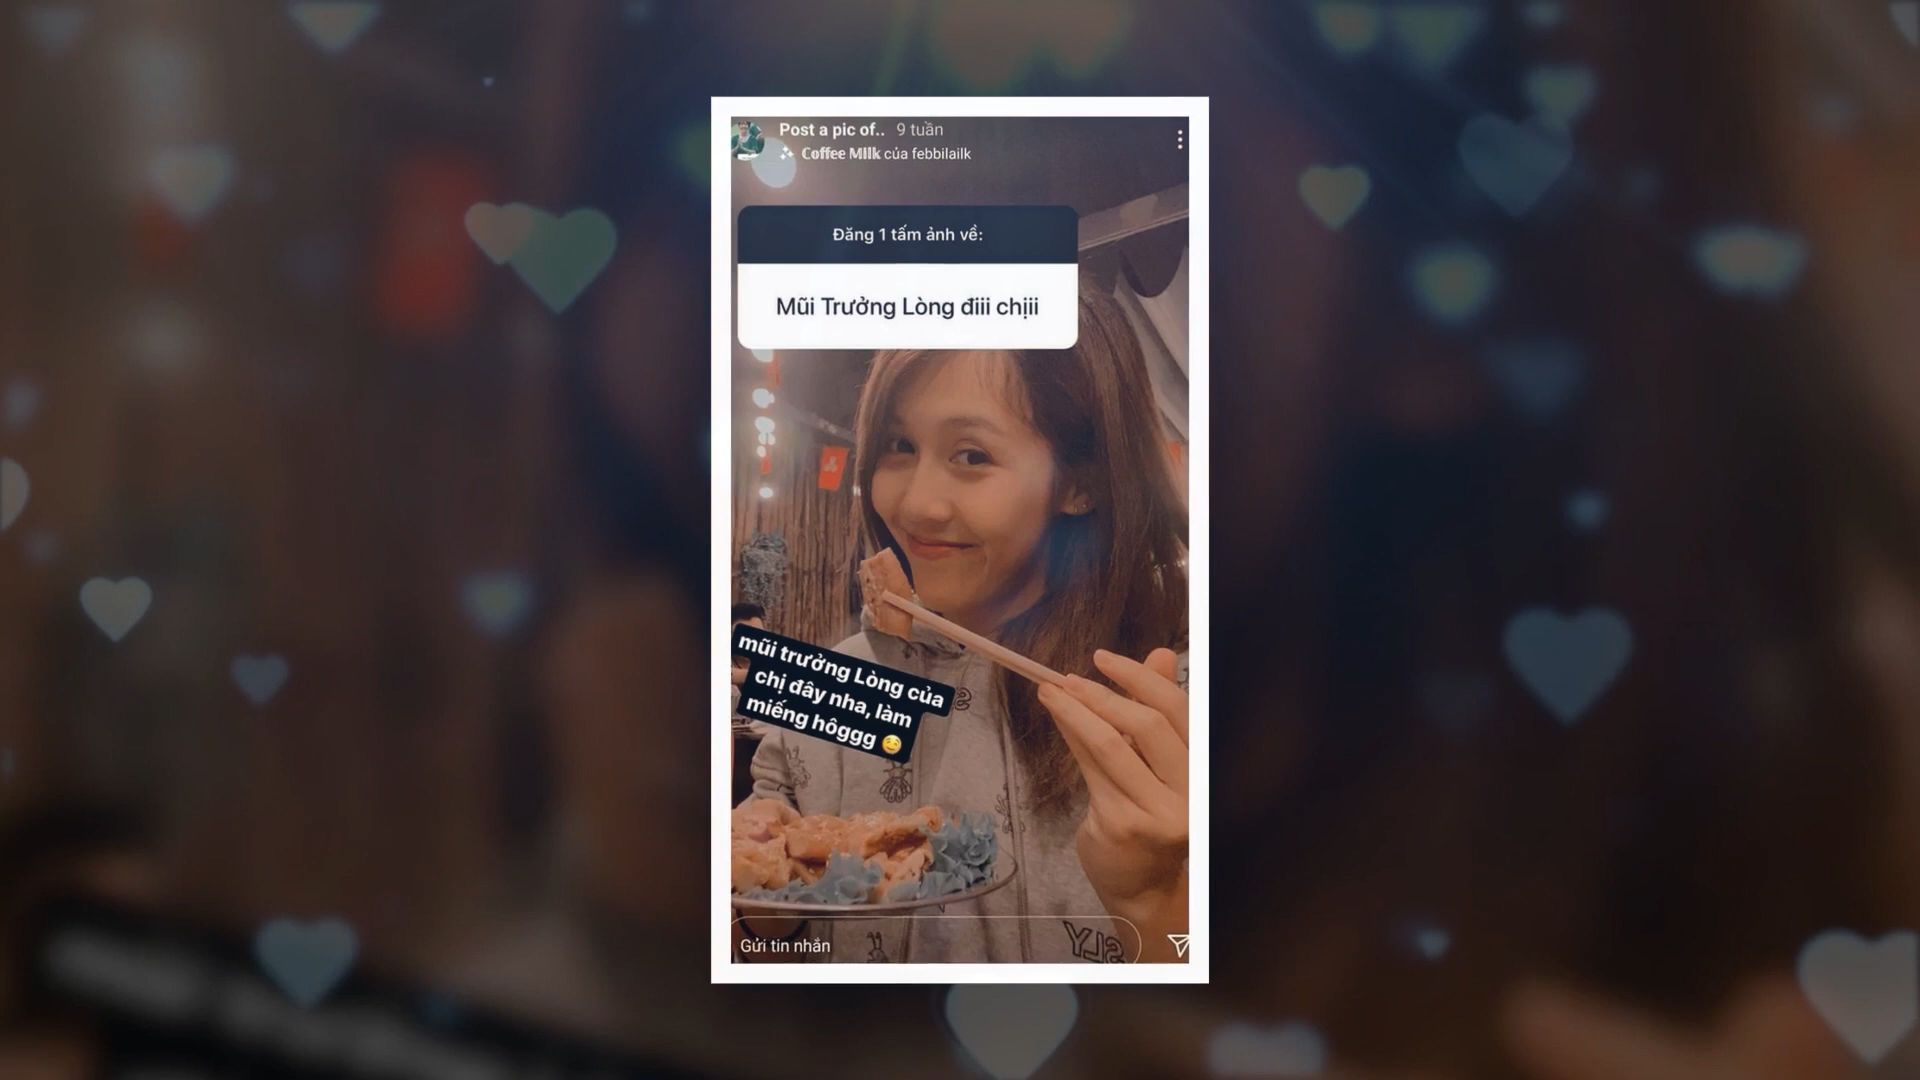 Post a pic of.. 9 tuần
Coffee MIlk của febbilailk
Đăng 1 tấm ảnh về:
Mũi Trưởng Lòng điii chịii
mũi trưởng Lòng của
chị đây nha, làm
miếng hôggg 🤤
Gửi tin nhắn